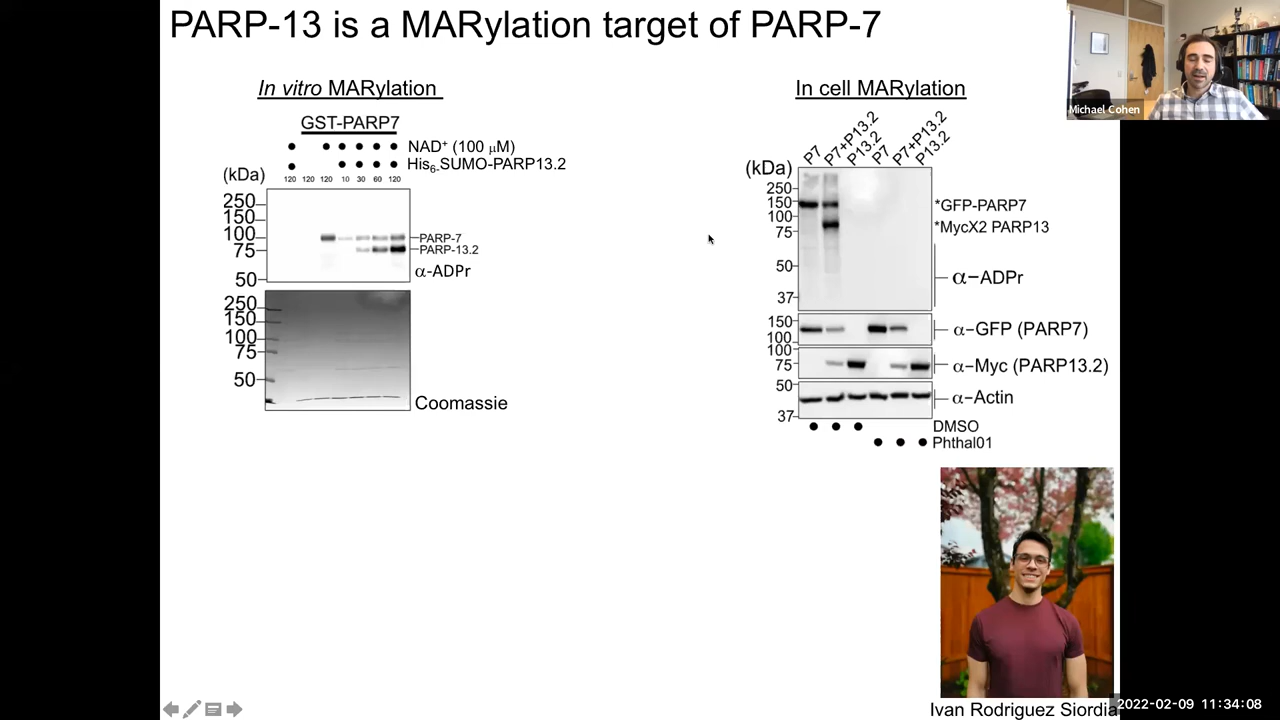 PARP-13 is a MARylation target of PARP-7
Michael Cohen
In vitro MARylation
GST-PARP7
NAD⁺ (100 μM)
His₆-SUMO-PARP13.2
(kDa)
120 120 120 10 30 60 120
250
150
100
75
50
PARP-7
PARP-13.2
α-ADPr
250
150
100
75
50
Coomassie
In cell MARylation
P7 P7+P13.2 P13.2 P7 P7+P13.2 P13.2
(kDa)
250
150
100
75
50
37
*GFP-PARP7
*MycX2 PARP13
α-ADPr
150
100
α-GFP (PARP7)
100
75
α-Myc (PARP13.2)
50
37
α-Actin
DMSO
Phthal01
Ivan Rodriguez Siordia
2022-02-09 11:34:08